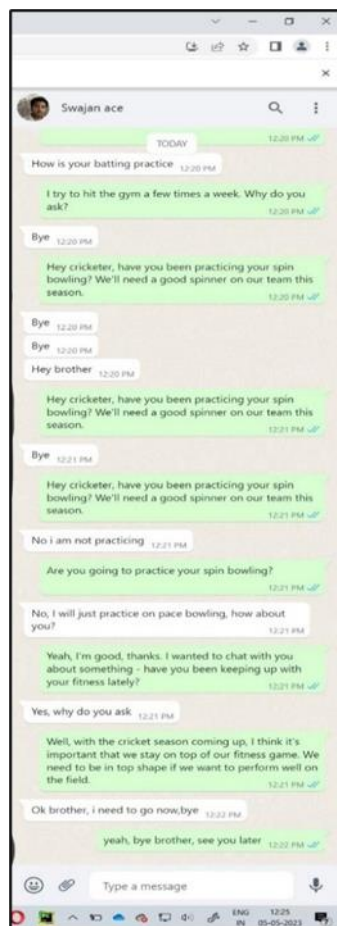 Swajan ace
12:20 PM
TODAY
How is your batting practice 12:20 PM
I try to hit the gym a few times a week. Why do you
ask?
12:20 PM
Bye 12:20 PM
Hey cricketer, have you been practicing your spin
bowling? We'll need a good spinner on our team this
season.
12:20 PM
Bye 12:20 PM
Bye 12:20 PM
Hey brother 12:20 PM
Hey cricketer, have you been practicing your spin
bowling? We'll need a good spinner on our team this
season.
12:21 PM
Bye 12:21 PM
Hey cricketer, have you been practicing your spin
bowling? We'll need a good spinner on our team this
season.
12:21 PM
No i am not practicing 12:21 PM
Are you going to practice your spin bowling?
12:21 PM
No, I will just practice on pace bowling, how about
you?
12:21 PM
Yeah, I'm good, thanks. I wanted to chat with you
about something - have you been keeping up with
your fitness lately?
12:21 PM
Yes, why do you ask 12:21 PM
Well, with the cricket season coming up, I think it's
important that we stay on top of our fitness game. We
need to be in top shape if we want to perform well on
the field.
12:21 PM
Ok brother, i need to go now,bye 12:22 PM
yeah, bye brother, see you later 12:22 PM
Type a message
ENG 12:25
IN 05-05-2023